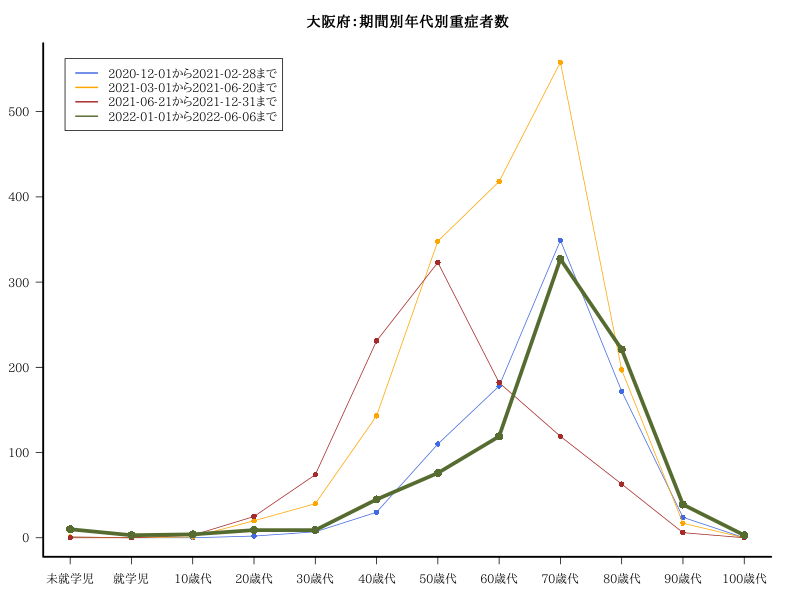 大阪府：期間別年代別重症者数
2020-12-01から2021-02-28まで
2021-03-01から2021-06-20まで
2021-06-21から2021-12-31まで
2022-01-01から2022-06-06まで
500
400
300
200
100
0
未就学児 就学児 10歳代 20歳代 30歳代 40歳代 50歳代 60歳代 70歳代 80歳代 90歳代 100歳代